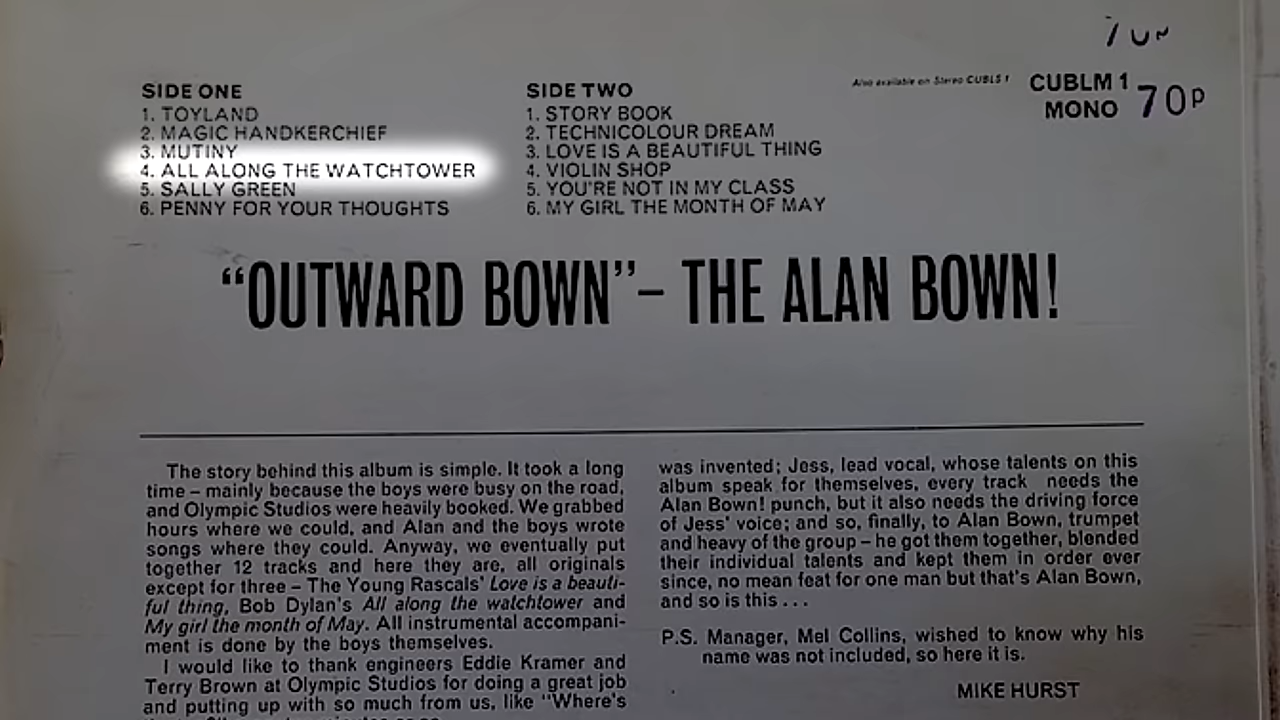 SIDE ONE
1. TOYLAND
2. MAGIC HANDKERCHIEF
3. MUTINY
4. ALL ALONG THE WATCHTOWER
5. SALLY GREEN
6. PENNY FOR YOUR THOUGHTS
SIDE TWO
1. STORY BOOK
2. TECHNICOLOUR DREAM
3. LOVE IS A BEAUTIFUL THING
4. VIOLIN SHOP
5. YOU'RE NOT IN MY CLASS
6. MY GIRL THE MONTH OF MAY
Also available on Stereo CUBLS 1
CUBLM 1
MONO
70p
“OUTWARD BOWN”– THE ALAN BOWN!
The story behind this album is simple. It took a long
time – mainly because the boys were busy on the road,
and Olympic Studios were heavily booked. We grabbed
hours where we could, and Alan and the boys wrote
songs where they could. Anyway, we eventually put
together 12 tracks and here they are, all originals
except for three – The Young Rascals' Love is a beauti-
ful thing, Bob Dylan's All along the watchtower and
My girl the month of May. All instrumental accompani-
ment is done by the boys themselves.
I would like to thank engineers Eddie Kramer and
Terry Brown at Olympic Studios for doing a great job
and putting up with so much from us, like "Where's
was invented; Jess, lead vocal, whose talents on this
album speak for themselves, every track needs the
Alan Bown! punch, but it also needs the driving force
of Jess' voice; and so, finally, to Alan Bown, trumpet
and heavy of the group – he got them together, blended
their individual talents and kept them in order ever
since, no mean feat for one man but that's Alan Bown,
and so is this . . .
P.S. Manager, Mel Collins, wished to know why his
name was not included, so here it is.
MIKE HURST